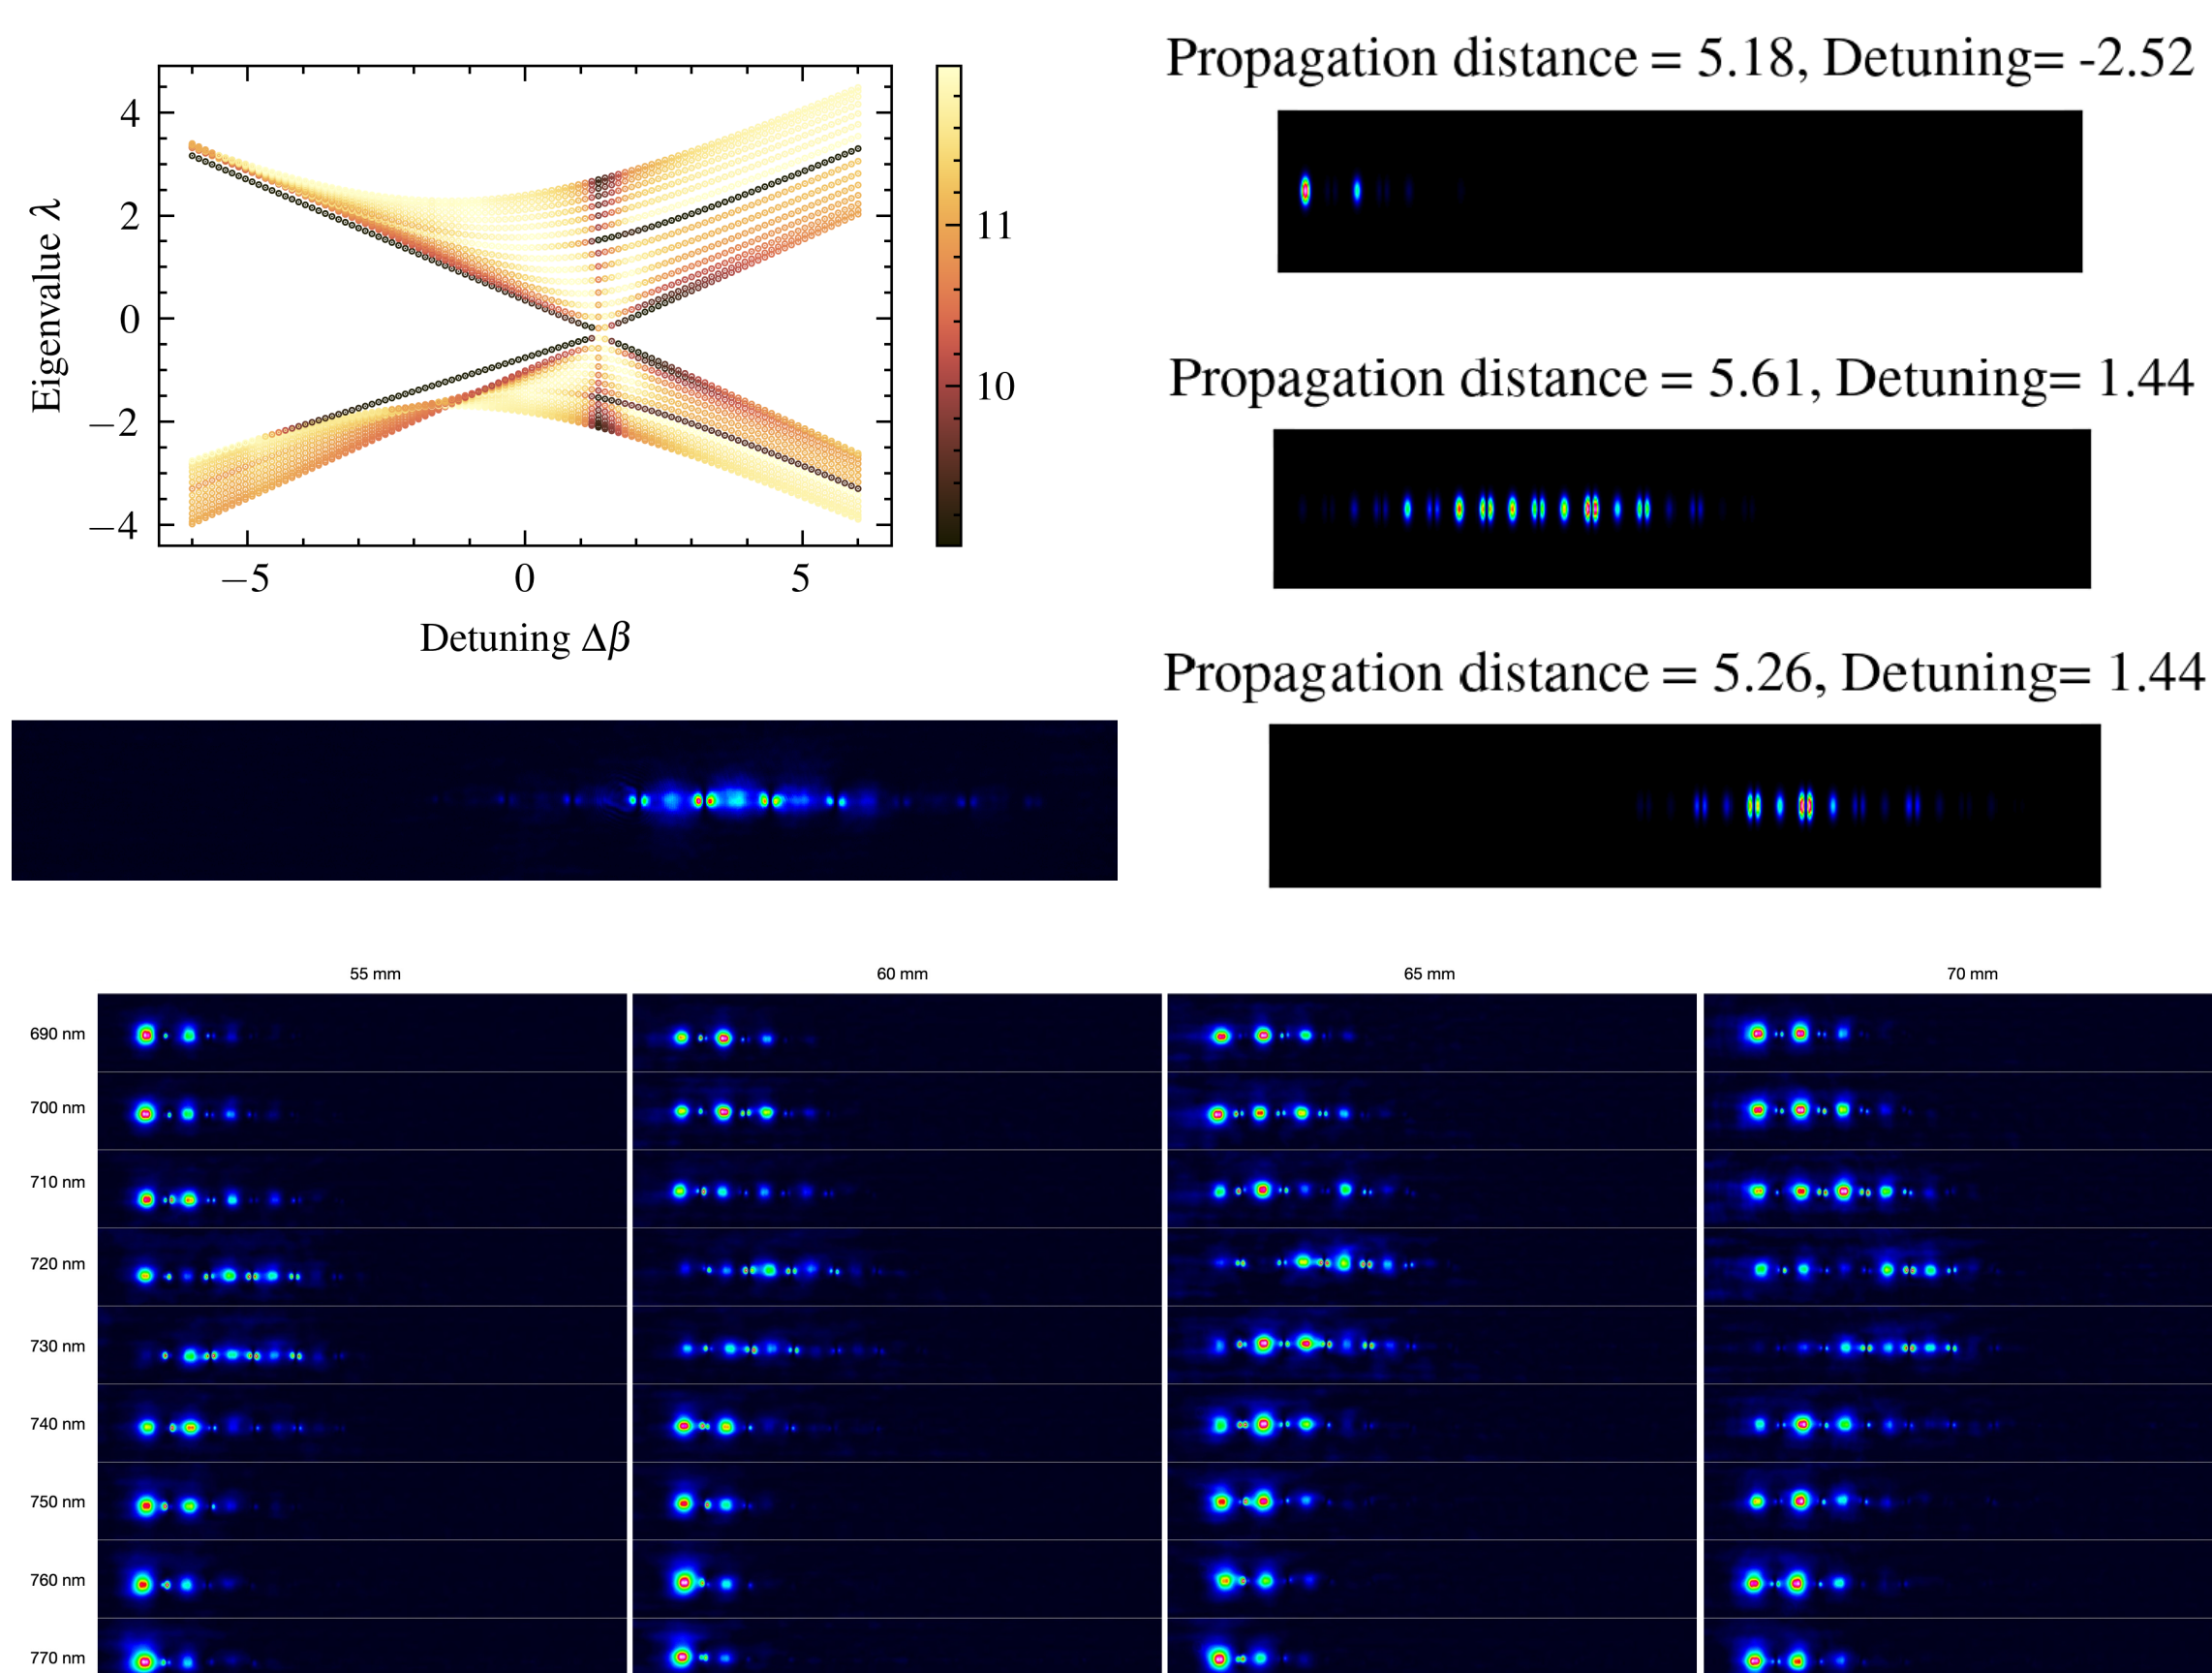 Propagation distance = 5.18, Detuning= -2.52
4
2
0
−2
−4
Eigenvalue λ
11
10
−5 0 5
Detuning Δβ
Propagation distance = 5.61, Detuning= 1.44
Propagation distance = 5.26, Detuning= 1.44
55 mm 60 mm 65 mm 70 mm
690 nm
700 nm
710 nm
720 nm
730 nm
740 nm
750 nm
760 nm
770 nm